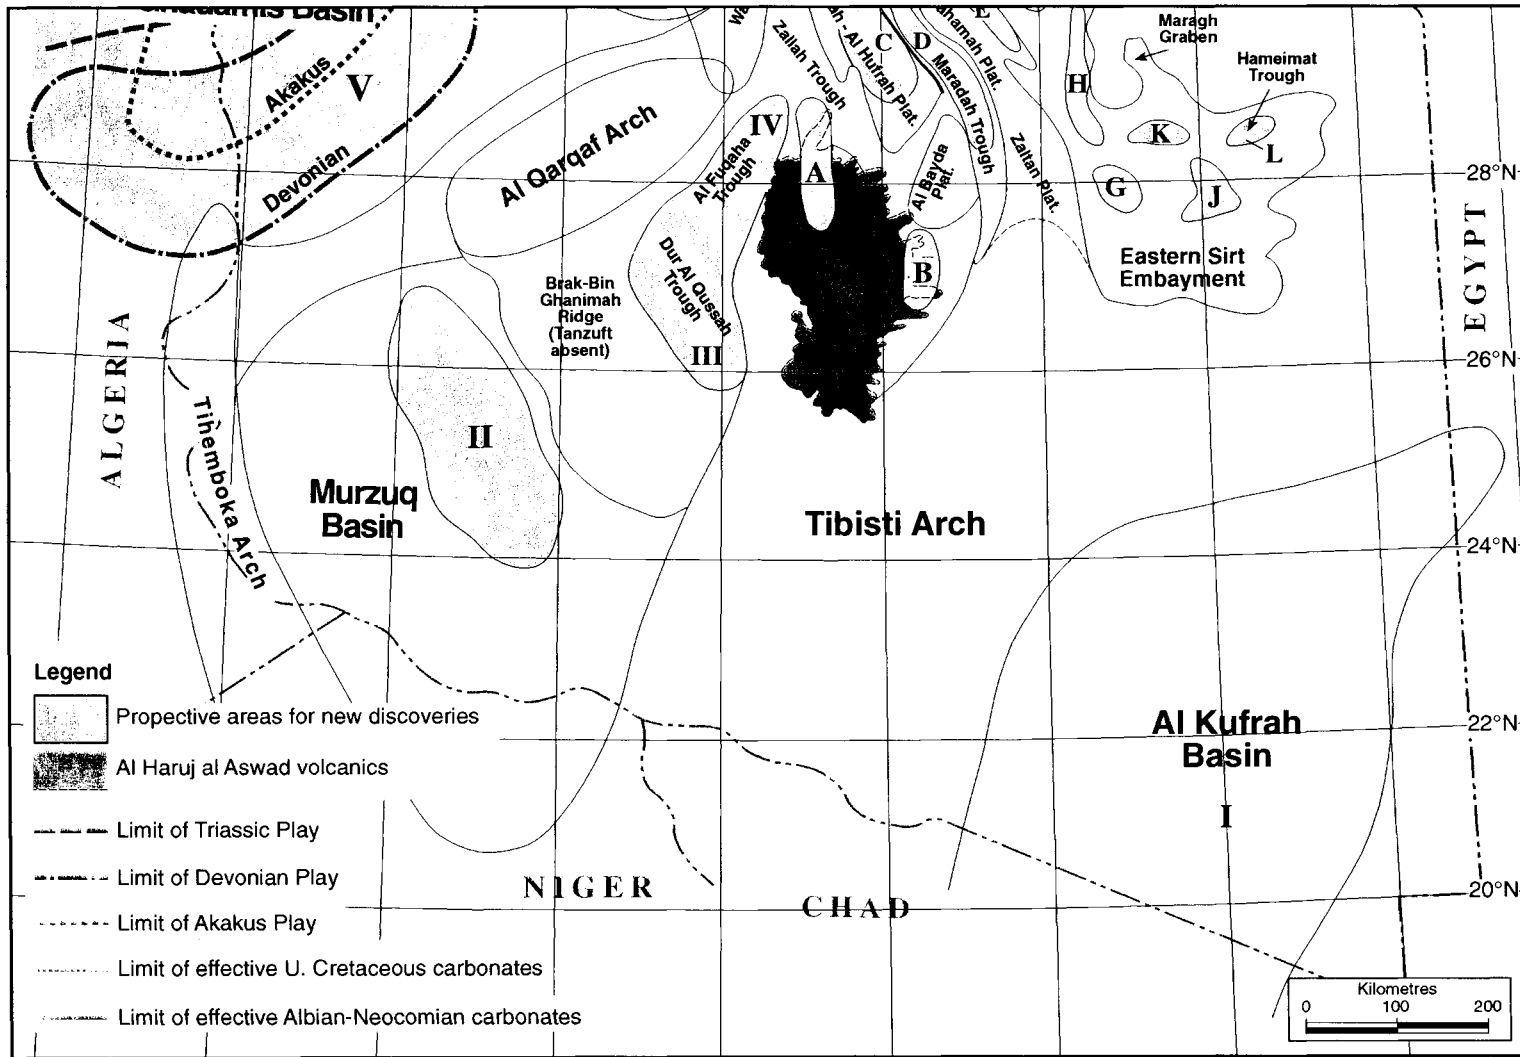 Ghadamis Basin
Akakus
V
Devonian
Al Qarqaf Arch
Zallah Trough
Al Hufrah Plat.
C
D
Maradah Trough
Zaltan Plat.
H
Maragh
Graben
Hameimat
Trough
K
L
G
J
IV
Al Fuqaha
Trough
A
Al Bayda
Plat.
B
Dur Al Qussah
Trough
III
Brak-Bin
Ghanimah
Ridge
(Tanzuft
absent)
Eastern Sirt
Embayment
28°N
EGYPT
26°N
ALGERIA
Tihemboka Arch
II
Murzuq
Basin
Tibisti Arch
24°N
Al Kufrah
Basin
I
22°N
20°N
NIGER
CHAD
Legend
Propective areas for new discoveries
Al Haruj al Aswad volcanics
Limit of Triassic Play
Limit of Devonian Play
Limit of Akakus Play
Limit of effective U. Cretaceous carbonates
Limit of effective Albian-Neocomian carbonates
Kilometres
0 100 200